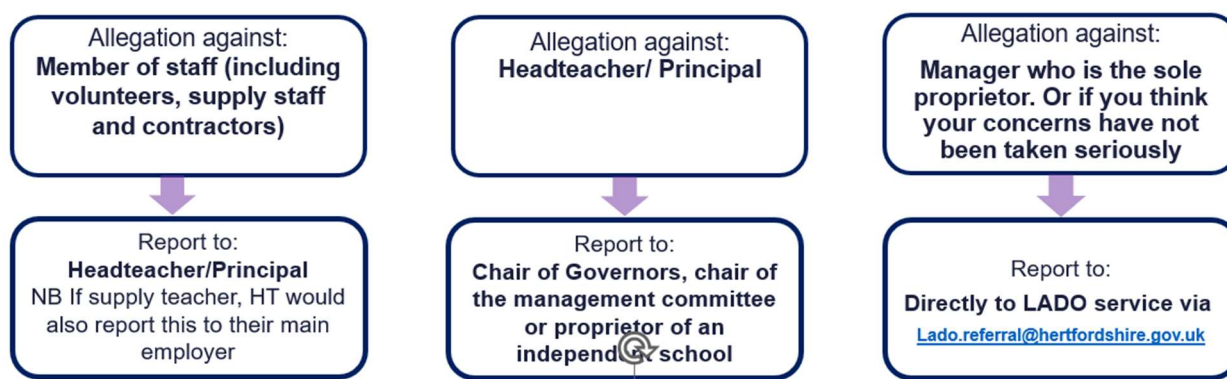 Allegation against:
Member of staff (including
volunteers, supply staff
and contractors)
Report to:
Headteacher/Principal
NB If supply teacher, HT would
also report this to their main
employer
Allegation against:
Headteacher/ Principal
Report to:
Chair of Governors, chair of
the management committee
or proprietor of an
independent school
Allegation against:
Manager who is the sole
proprietor. Or if you think
your concerns have not
been taken seriously
Report to:
Directly to LADO service via
Lado.referral@hertfordshire.gov.uk